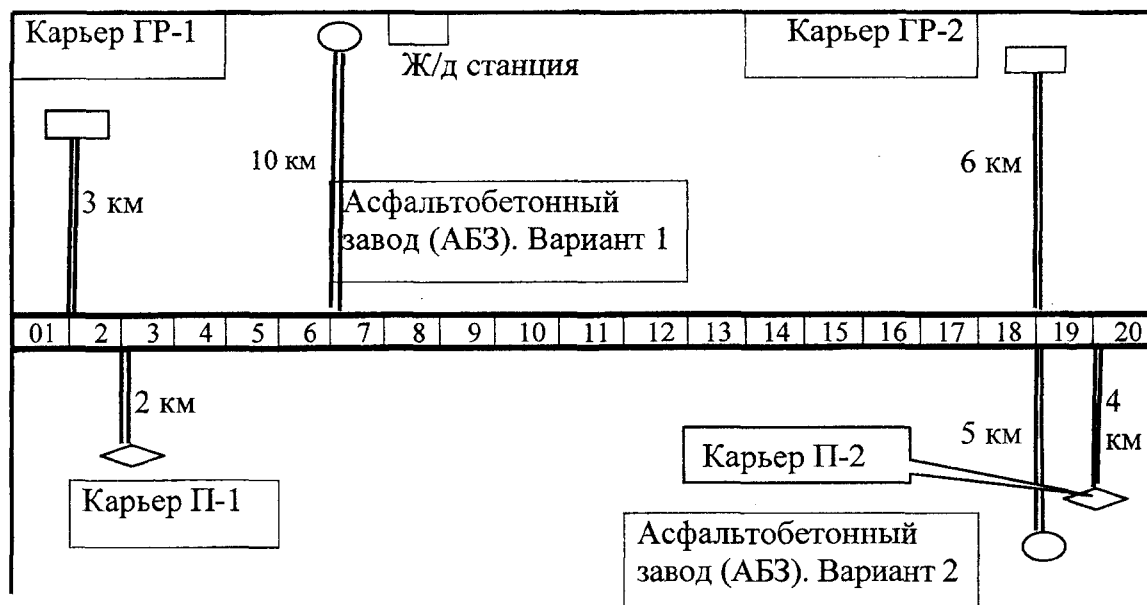 Карьер ГР-1
Ж/д станция
Карьер ГР-2
3 км
10 км
6 км
Асфальтобетонный
завод (АБЗ). Вариант 1
01 2 3 4 5 6 7 8 9 10 11 12 13 14 15 16 17 18 19 20
2 км
5 км
4
км
Карьер П-2
Карьер П-1
Асфальтобетонный
завод (АБЗ). Вариант 2